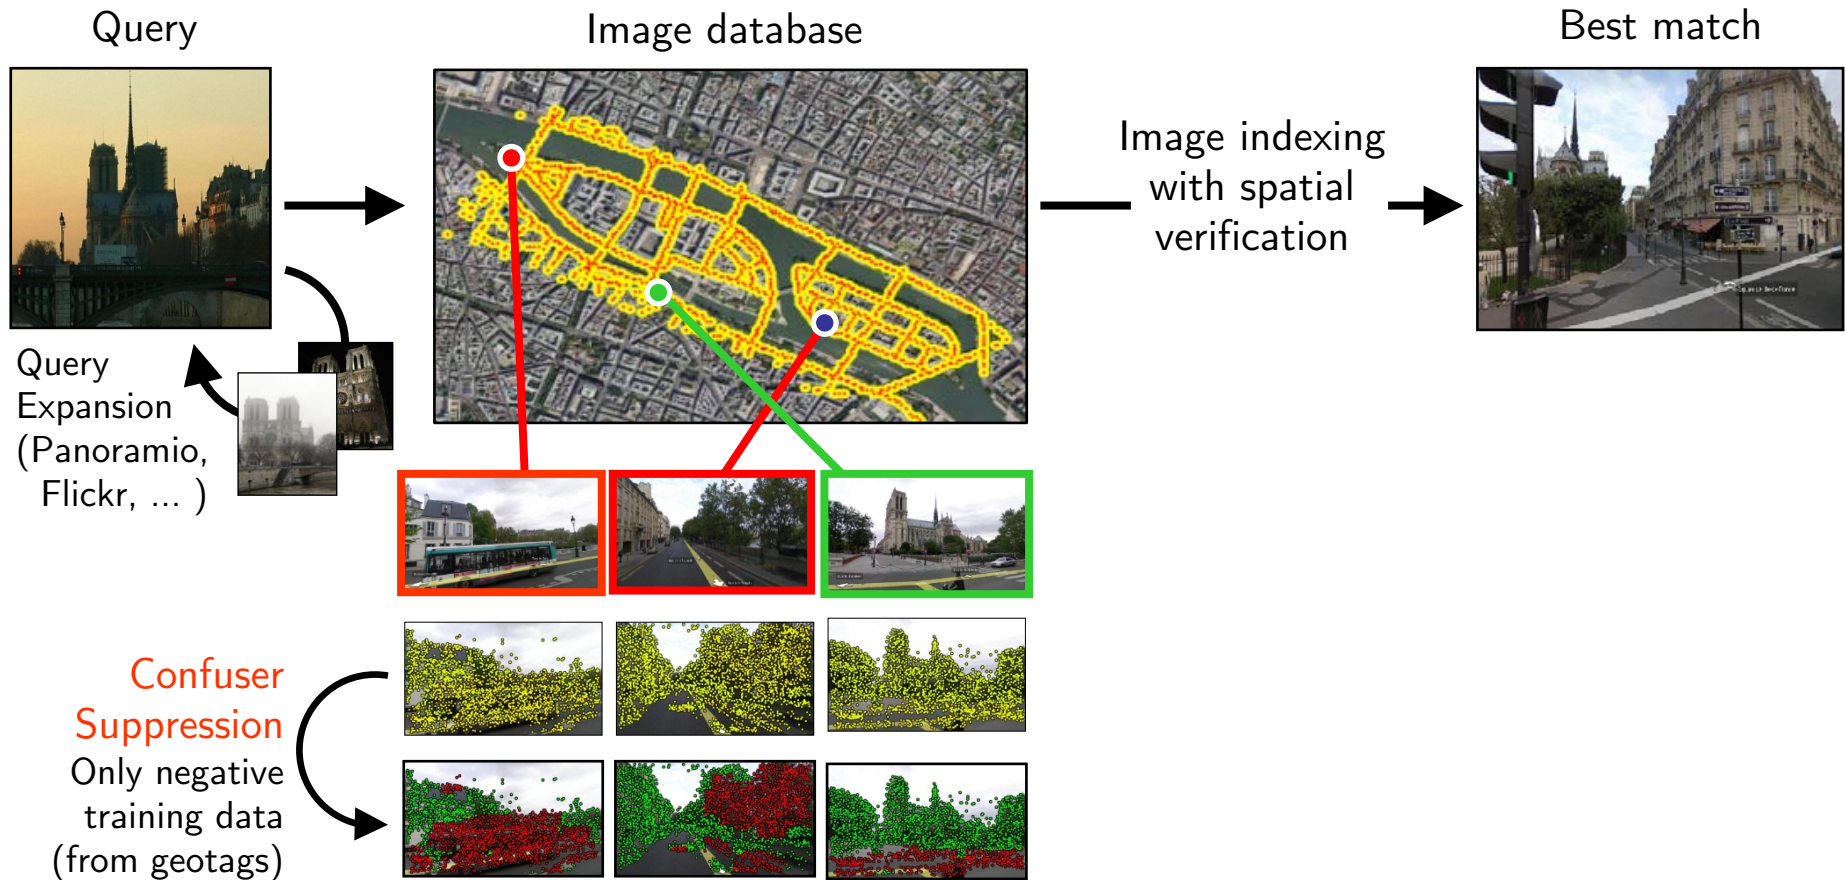 Query
Image database
Best match
Image indexing
with spatial
verification
Query
Expansion
(Panoramio,
Flickr, ... )
Confuser
Suppression
Only negative
training data
(from geotags)